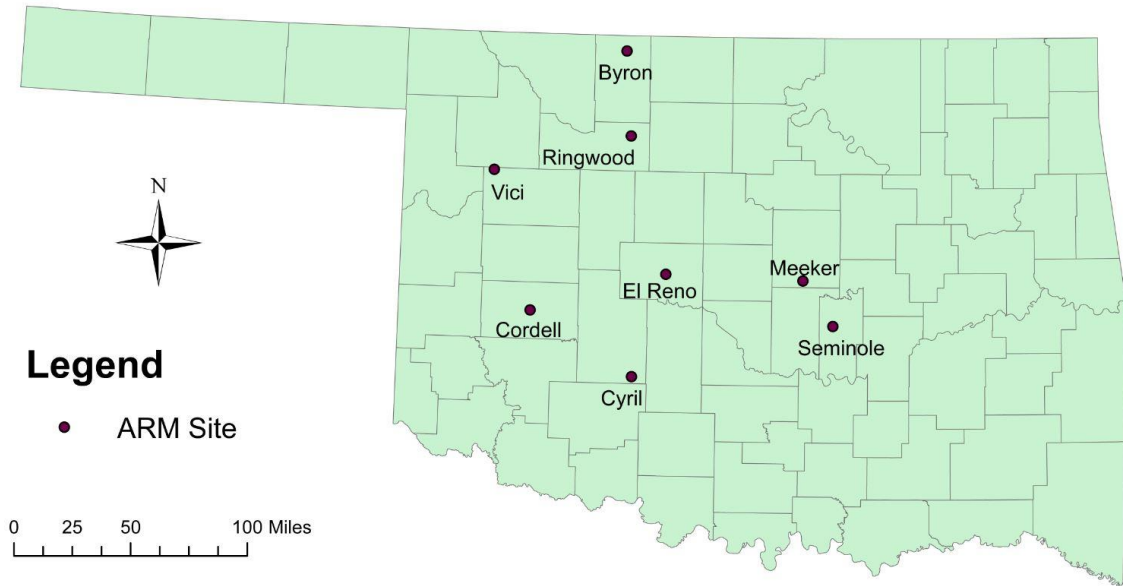 Byron
Ringwood
Vici
N
Meeker
El Reno
Cordell
Seminole
Legend
Cyril
ARM Site
0 25 50 100 Miles